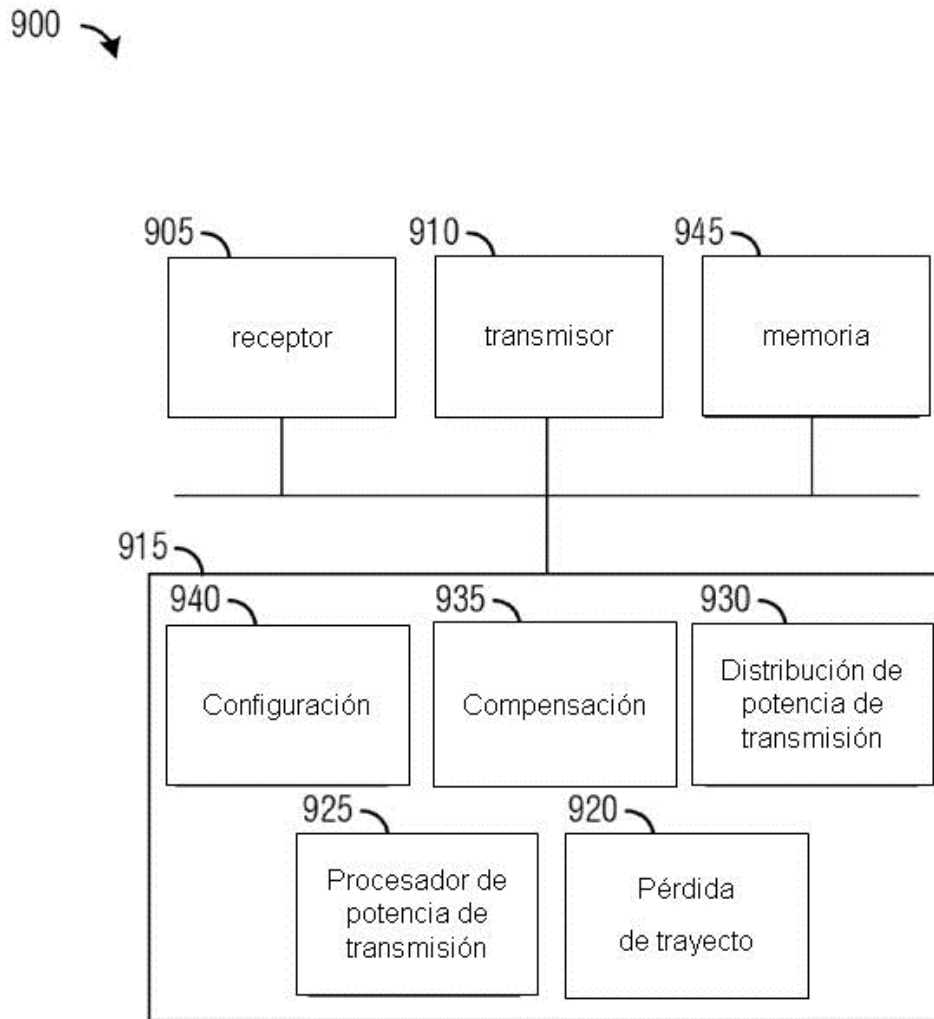 900
905
910
945
receptor
transmisor
memoria
915
940
935
930
Configuración
Compensación
Distribución de
potencia de
transmisión
925
920
Procesador de
potencia de
transmisión
Pérdida
de trayecto